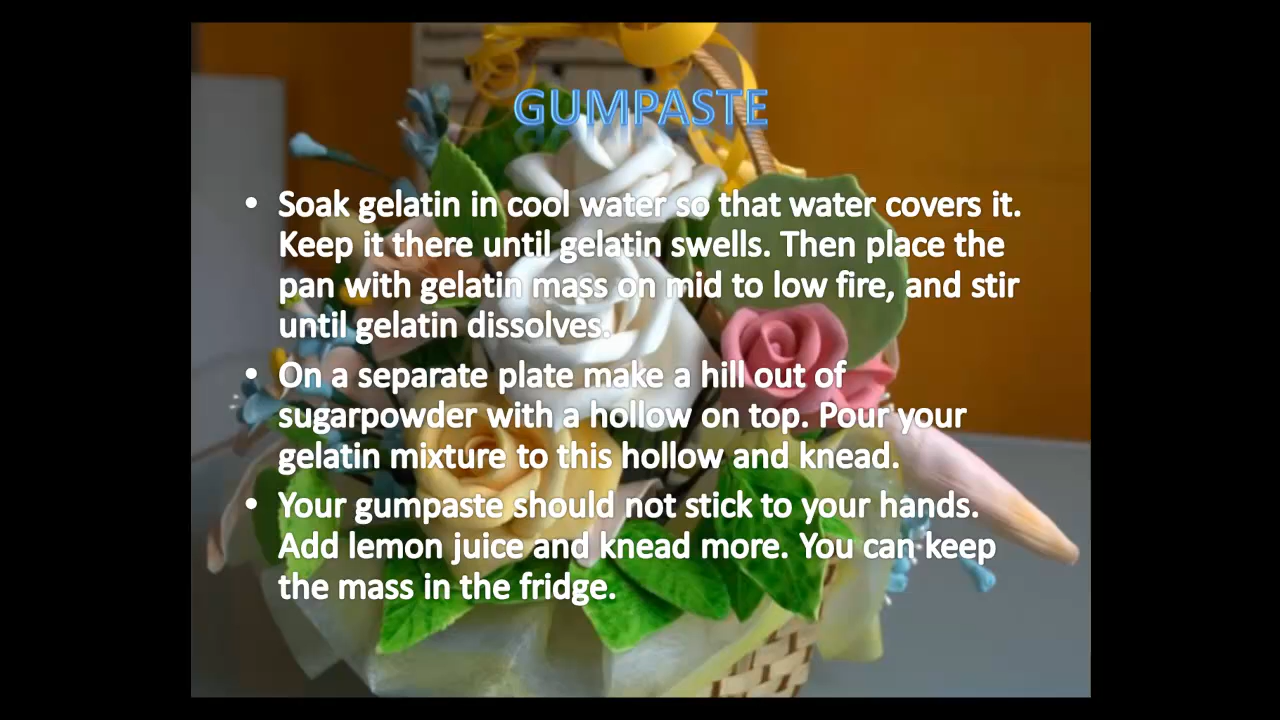 GUMPASTE
• Soak gelatin in cool water so that water covers it.
Keep it there until gelatin swells. Then place the
pan with gelatin mass on mid to low fire, and stir
until gelatin dissolves.
• On a separate plate make a hill out of
sugarpowder with a hollow on top. Pour your
gelatin mixture to this hollow and knead.
• Your gumpaste should not stick to your hands.
Add lemon juice and knead more. You can keep
the mass in the fridge.